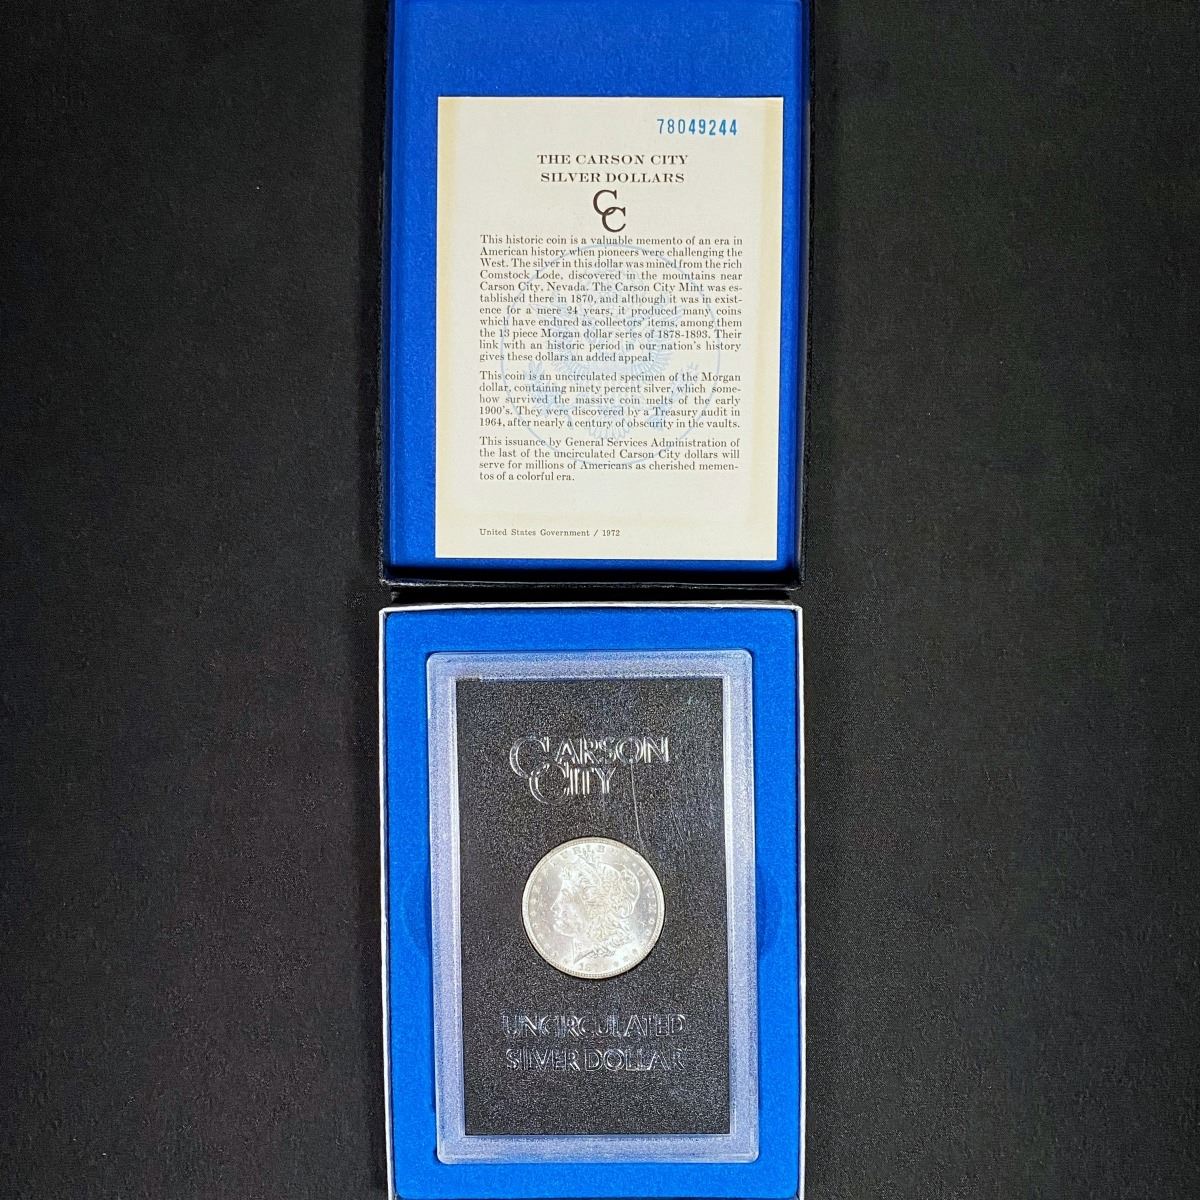 78049244
THE CARSON CITY
SILVER DOLLARS
CC
This historic coin is a valuable memento of an era in
American history when pioneers were challenging the
West. The silver in this dollar was mined from the rich
Comstock Lode, discovered in the mountains near
Carson City, Nevada. The Carson City Mint was es-
tablished there in 1870, and although it was in exist-
ence for a mere 24 years, it produced many coins
which have endured as collectors' items, among them
the 13 piece Morgan dollar series of 1878-1893. Their
link with an historic period in our nation's history
gives these dollars an added appeal.
This coin is an uncirculated specimen of the Morgan
dollar, containing ninety percent silver, which some-
how survived the massive coin melts of the early
1900's. They were discovered by a Treasury audit in
1964, after nearly a century of obscurity in the vaults.
This issuance by General Services Administration of
the last of the uncirculated Carson City dollars will
serve for millions of Americans as cherished memen-
tos of a colorful era.
United States Government / 1972
CARSON
CITY
UNCIRCULATED
SILVER DOLLAR